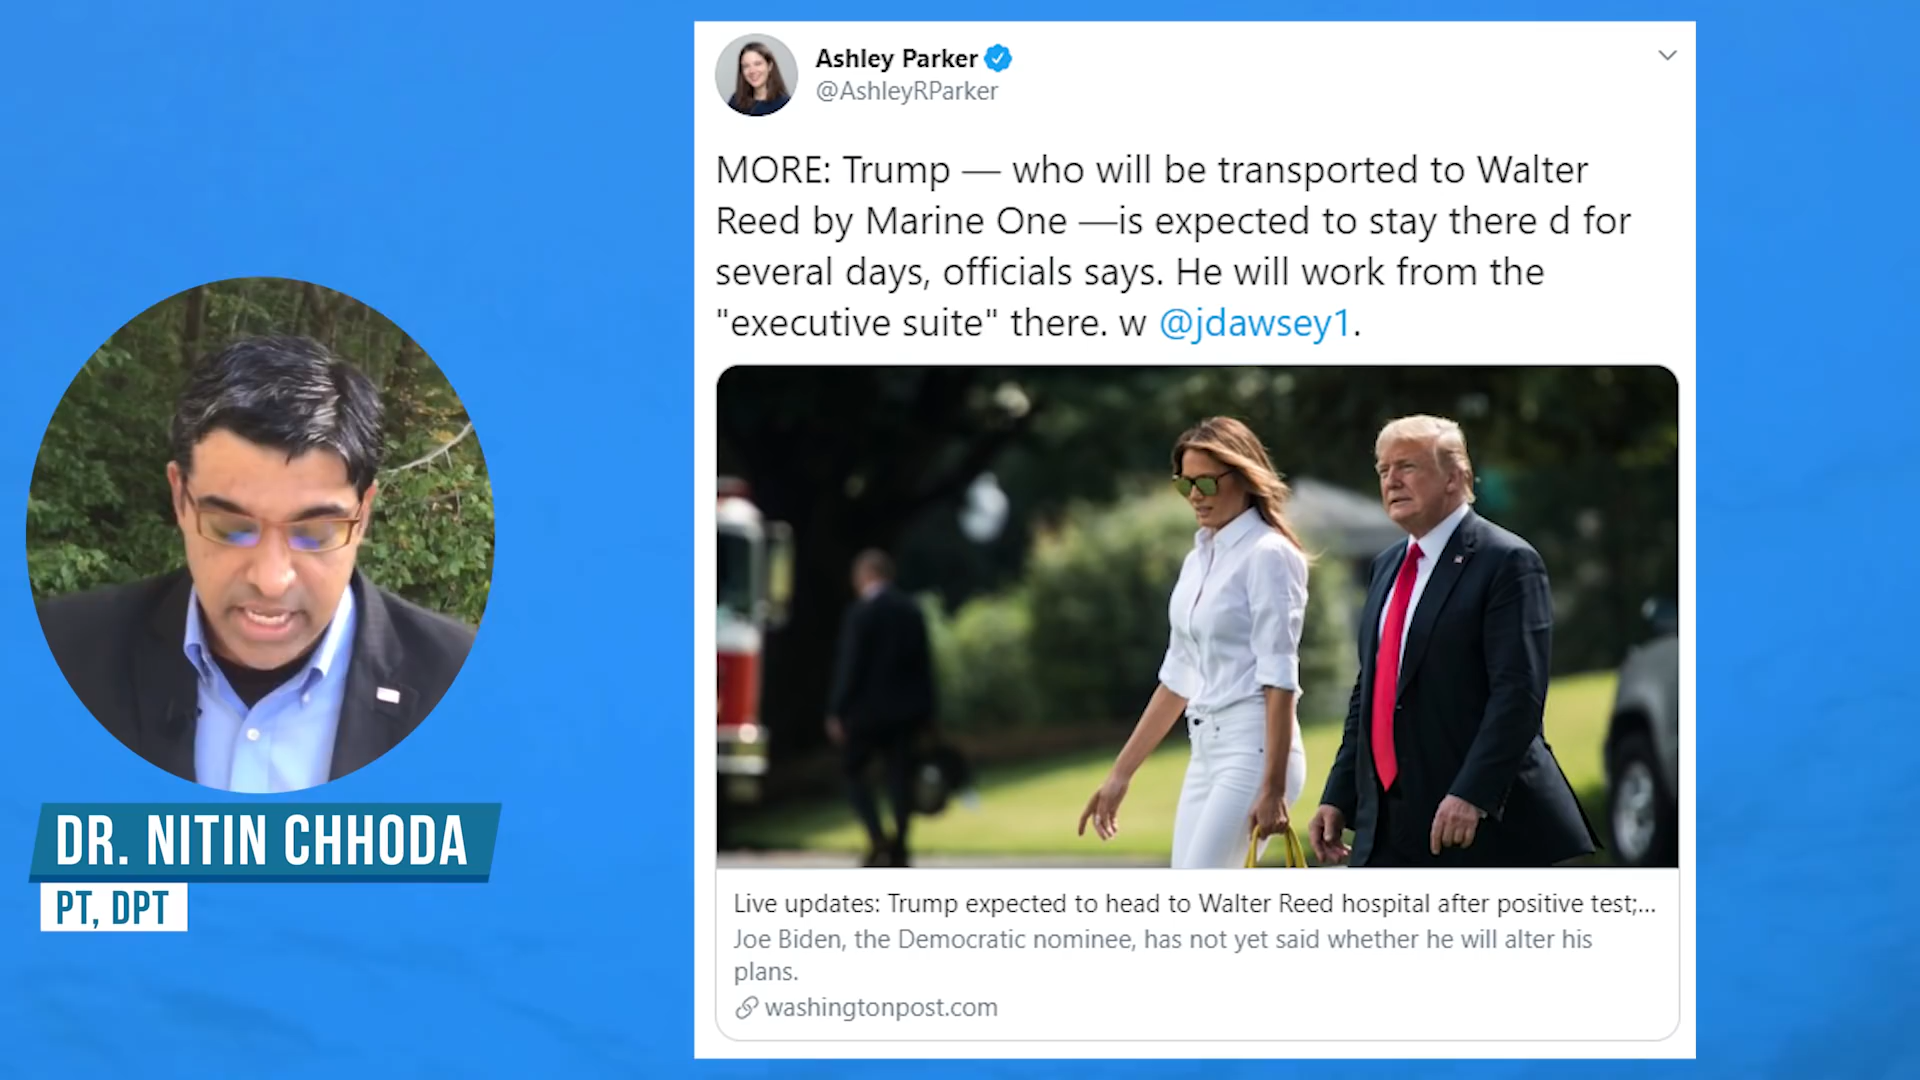 Ashley Parker
@AshleyRParker
MORE: Trump — who will be transported to Walter
Reed by Marine One —is expected to stay there d for
several days, officials says. He will work from the
"executive suite" there. w @jdawsey1.
Live updates: Trump expected to head to Walter Reed hospital after positive test;...
Joe Biden, the Democratic nominee, has not yet said whether he will alter his
plans.
washingtonpost.com
DR. NITIN CHHODA
PT, DPT